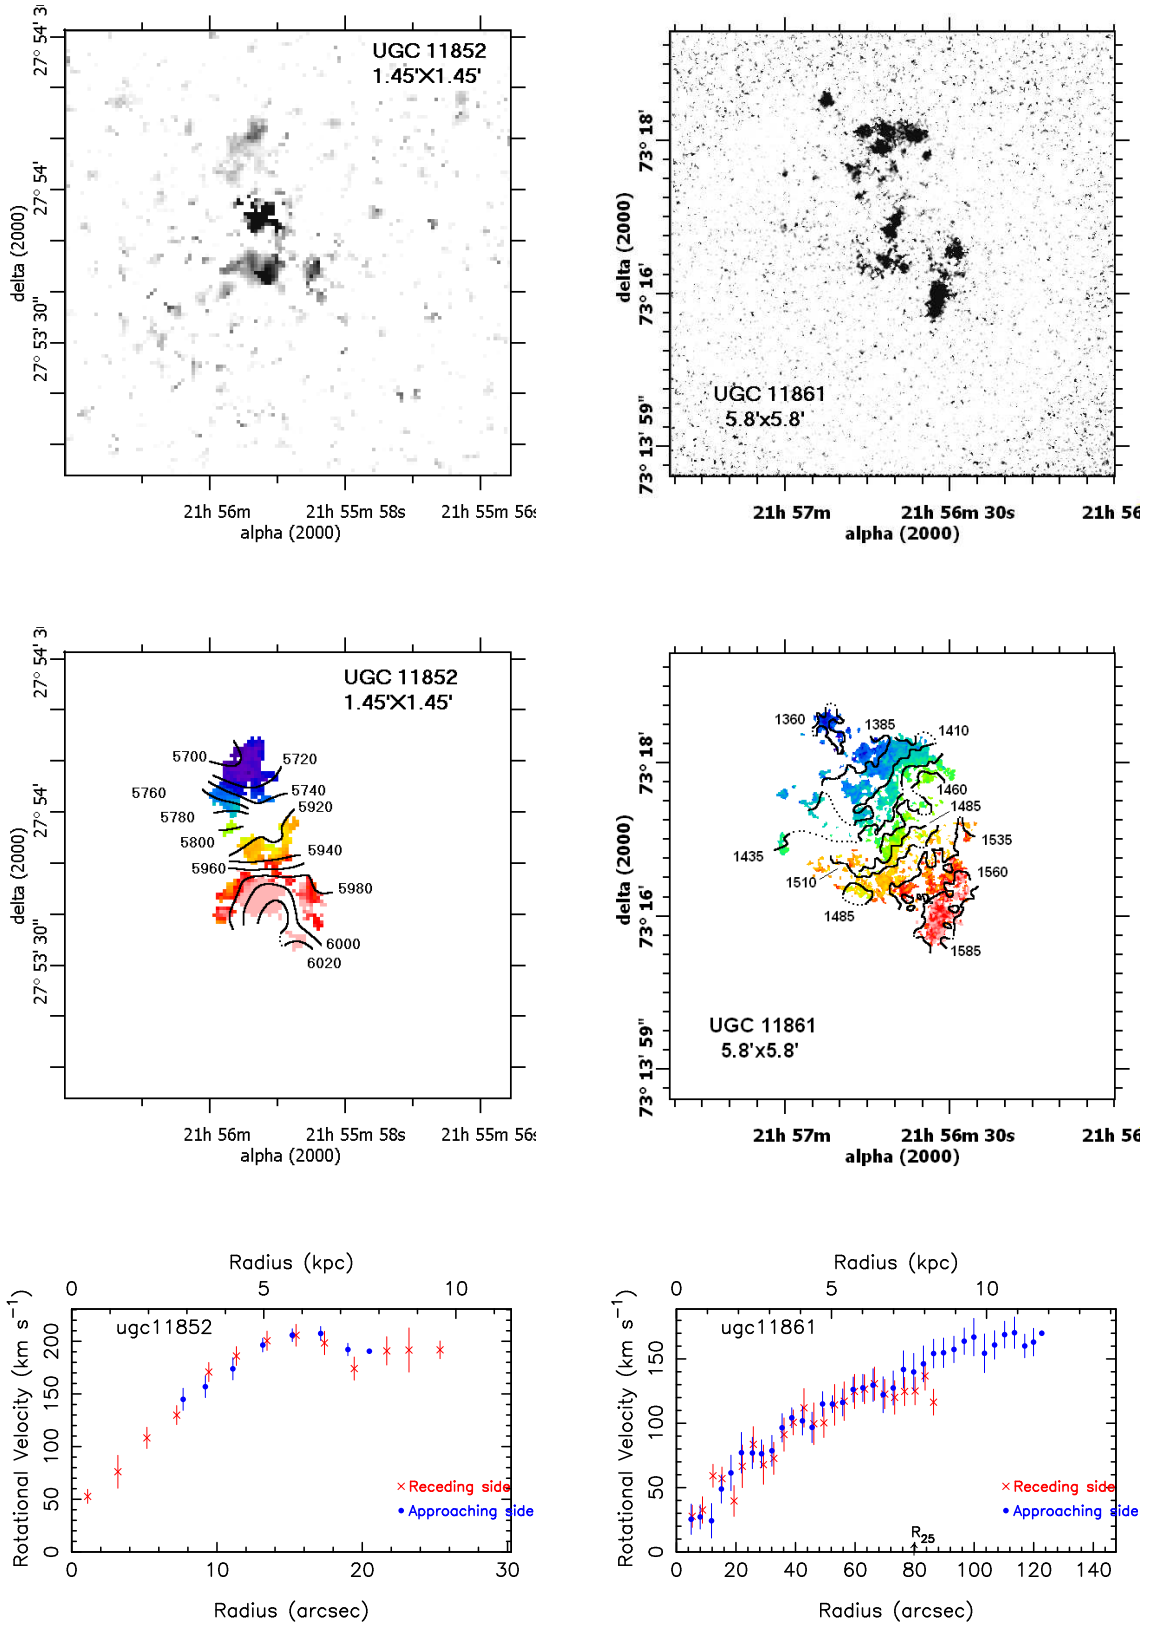 UGC 11852
1.45'X1.45'
27° 54' 3
27° 54'
27° 53' 30"
delta (2000)
21h 56m 21h 55m 58s 21h 55m 56s
alpha (2000)
UGC 11861
5.8'x5.8'
73° 18'
73° 16'
73° 13' 59"
delta (2000)
21h 57m 21h 56m 30s 21h 56
alpha (2000)
UGC 11852
1.45'X1.45'
5700
5720
5760
5740
5920
5780
5800
5940
5960
5980
6000
6020
27° 54' 3
27° 54'
27° 53' 30"
delta (2000)
21h 56m 21h 55m 58s 21h 55m 56s
alpha (2000)
1360
1385
1410
1460
1485
1535
1435
1510
1560
1485
1585
UGC 11861
5.8'x5.8'
73° 18'
73° 16'
73° 13' 59"
delta (2000)
21h 57m 21h 56m 30s 21h 56
alpha (2000)
Radius (kpc)
0 5 10
ugc11852
Rotational Velocity (km s⁻¹)
200
150
100
50
0
× Receding side
• Approaching side
0 10 20 30
Radius (arcsec)
Radius (kpc)
0 5 10
ugc11861
Rotational Velocity (km s⁻¹)
150
100
50
0
× Receding side
• Approaching side
R₂₅
0 20 40 60 80 100 120 140
Radius (arcsec)